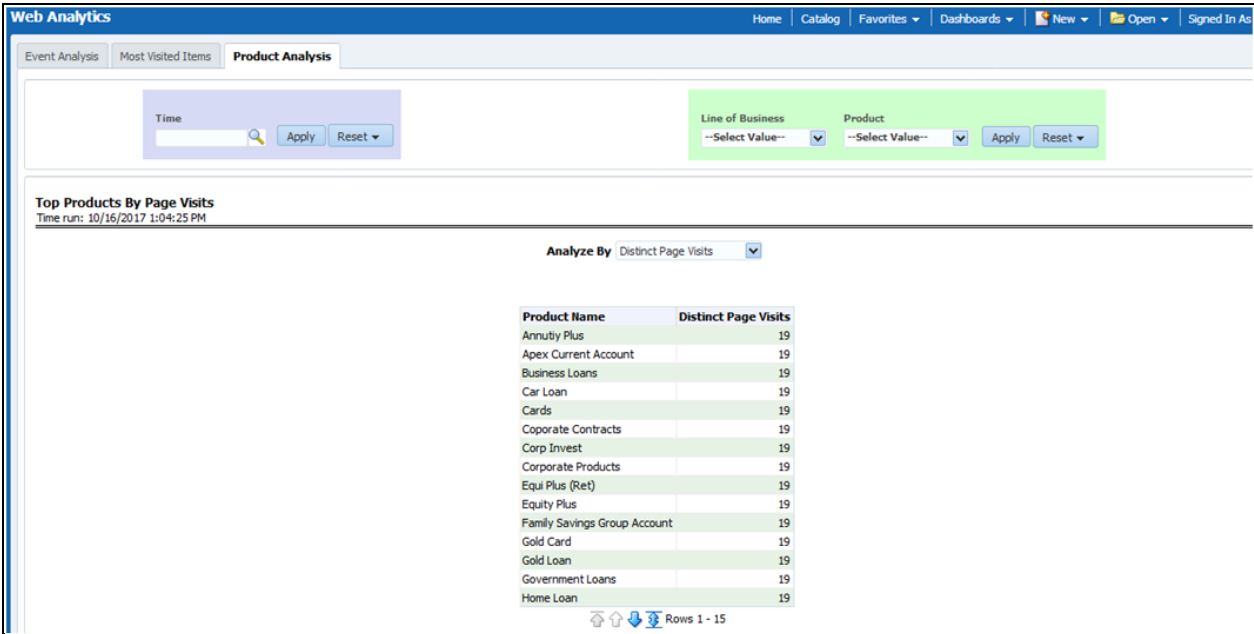 Web Analytics Home Catalog Favorites Dashboards New Open Signed In As
Event Analysis Most Visited Items Product Analysis
Time
Apply Reset
Line of Business Product
--Select Value-- --Select Value-- Apply Reset
Top Products By Page Visits
Time run: 10/16/2017 1:04:25 PM
Analyze By Distinct Page Visits
Product Name Distinct Page Visits
Annutiy Plus 19
Apex Current Account 19
Business Loans 19
Car Loan 19
Cards 19
Coporate Contracts 19
Corp Invest 19
Corporate Products 19
Equi Plus (Ret) 19
Equity Plus 19
Family Savings Group Account 19
Gold Card 19
Gold Loan 19
Government Loans 19
Home Loan 19
Rows 1 - 15